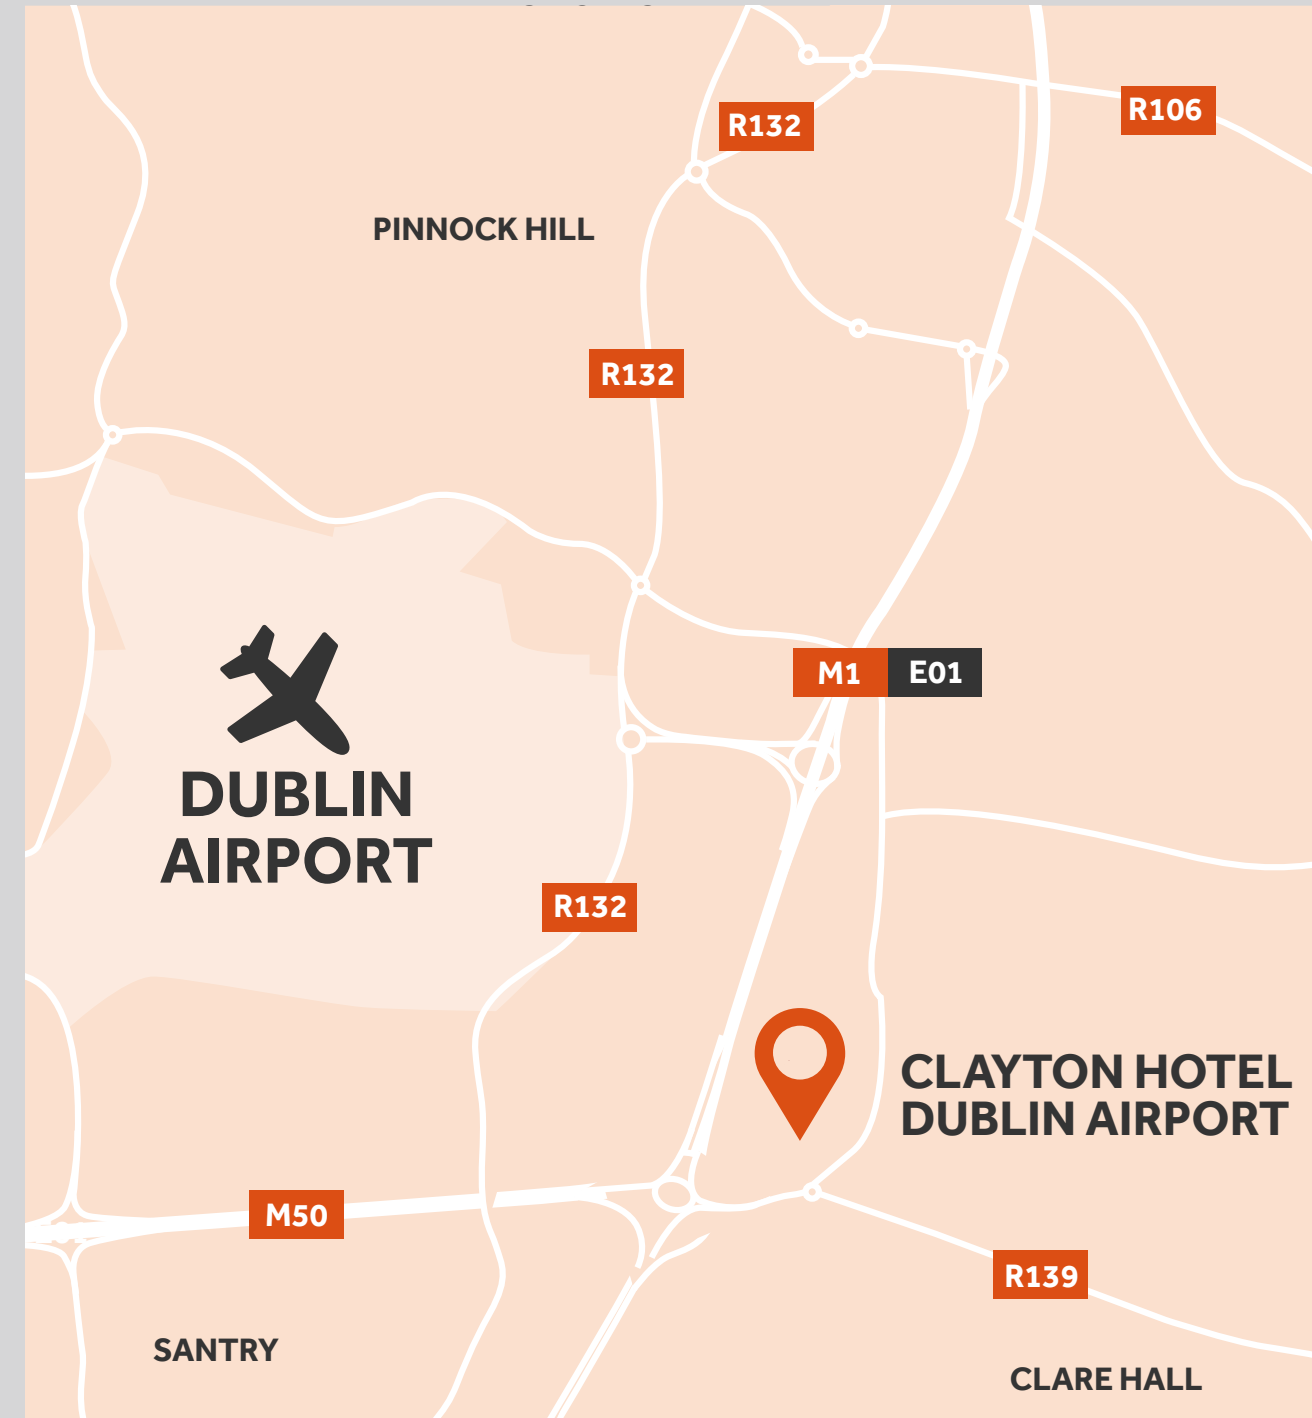 R106
R132
PINNOCK HILL
R132
M1 E01
DUBLIN
AIRPORT
R132
CLAYTON HOTEL
DUBLIN AIRPORT
M50
R139
SANTRY
CLARE HALL